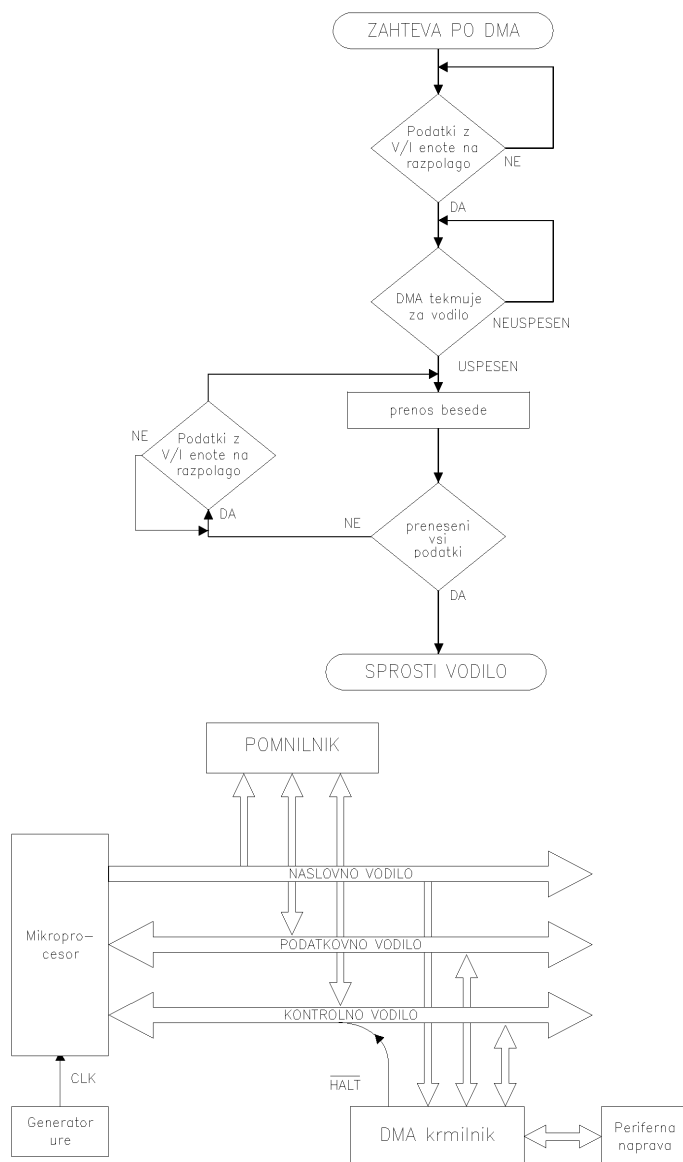 ZAHTEVA PO DMA
Podatki z
V/I enote na
razpolago
NE
DA
DMA tekmuje
za vodilo
NEUSPESEN
USPESEN
prenos besede
NE
Podatki z
V/I enote na
razpolago
DA
NE
preneseni
vsi
podatki
DA
SPROSTI VODILO
POMNILNIK
NASLOVNO VODILO
Mikropro-
cesor
PODATKOVNO VODILO
KONTROLNO VODILO
CLK
HALT
Generator
ure
DMA krmilnik
Periferna
naprava